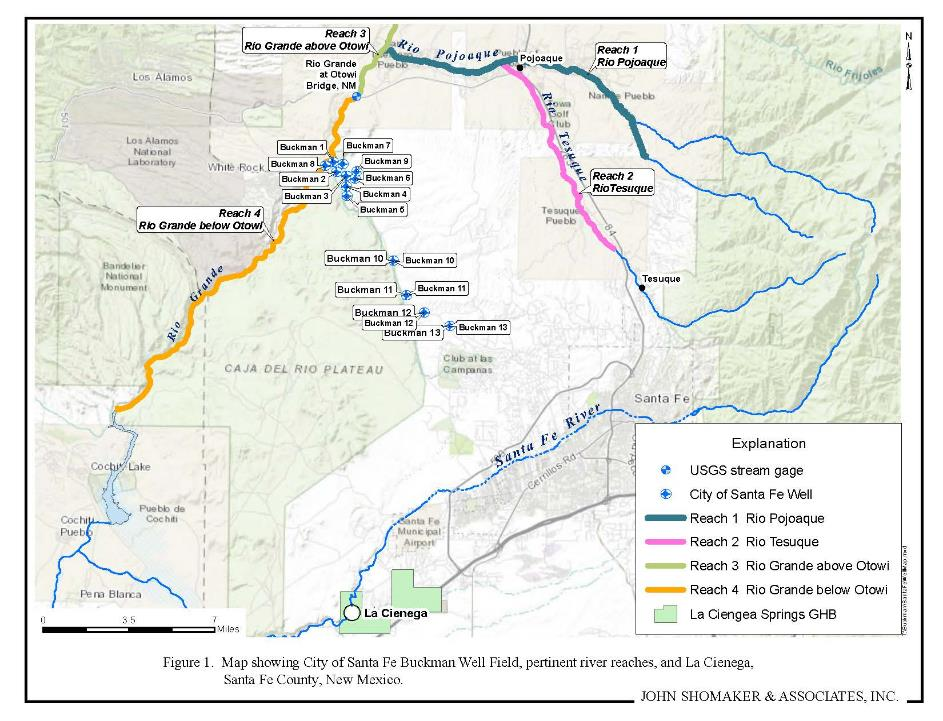 Reach 3
Rio Grande above Otowi
Rio Pojoaque
Pueblo
Pojoaque
Reach 1
Rio Pojoaque
N
Rio Frijoles
Los Alamos
Rio Grande
at Otowi
Bridge, NM
Nambe Pueblo
Golf
Club
Rio Tesuque
501
Los Alamos
National
Laboratory
White Rock
Buckman 1
Buckman 7
Buckman 8
Buckman 9
Buckman 2
Buckman 6
Buckman 3
Buckman 4
Buckman 5
Reach 2
RioTesuque
Tesuque
Pueblo
84
Reach 4
Rio Grande below Otowi
Bandelier
National
Monument
Rio Grande
Buckman 10
Buckman 10
Tesuque
Buckman 11
Buckman 11
Buckman 12
Buckman 12
Buckman 13
Buckman 13
CAJA DEL RIO PLATEAU
Club at las
Campanas
Santa Fe
Santa Fe River
Cerrillos Rd
Cochiti Lake
Cochiti
Pueblo
Pueblo de
Cochiti
Santa Fe
Municipal
Airport
Pena Blanca
La Cienega
0 3.5 7
Miles
Explanation
USGS stream gage
City of Santa Fe Well
Reach 1 Rio Pojoaque
Reach 2 Rio Tesuque
Reach 3 Rio Grande above Otowi
Reach 4 Rio Grande below Otowi
La Ciengea Springs GHB
Figure 1. Map showing City of Santa Fe Buckman Well Field, pertinent river reaches, and La Cienega,
Santa Fe County, New Mexico.
JOHN SHOMAKER & ASSOCIATES, INC.